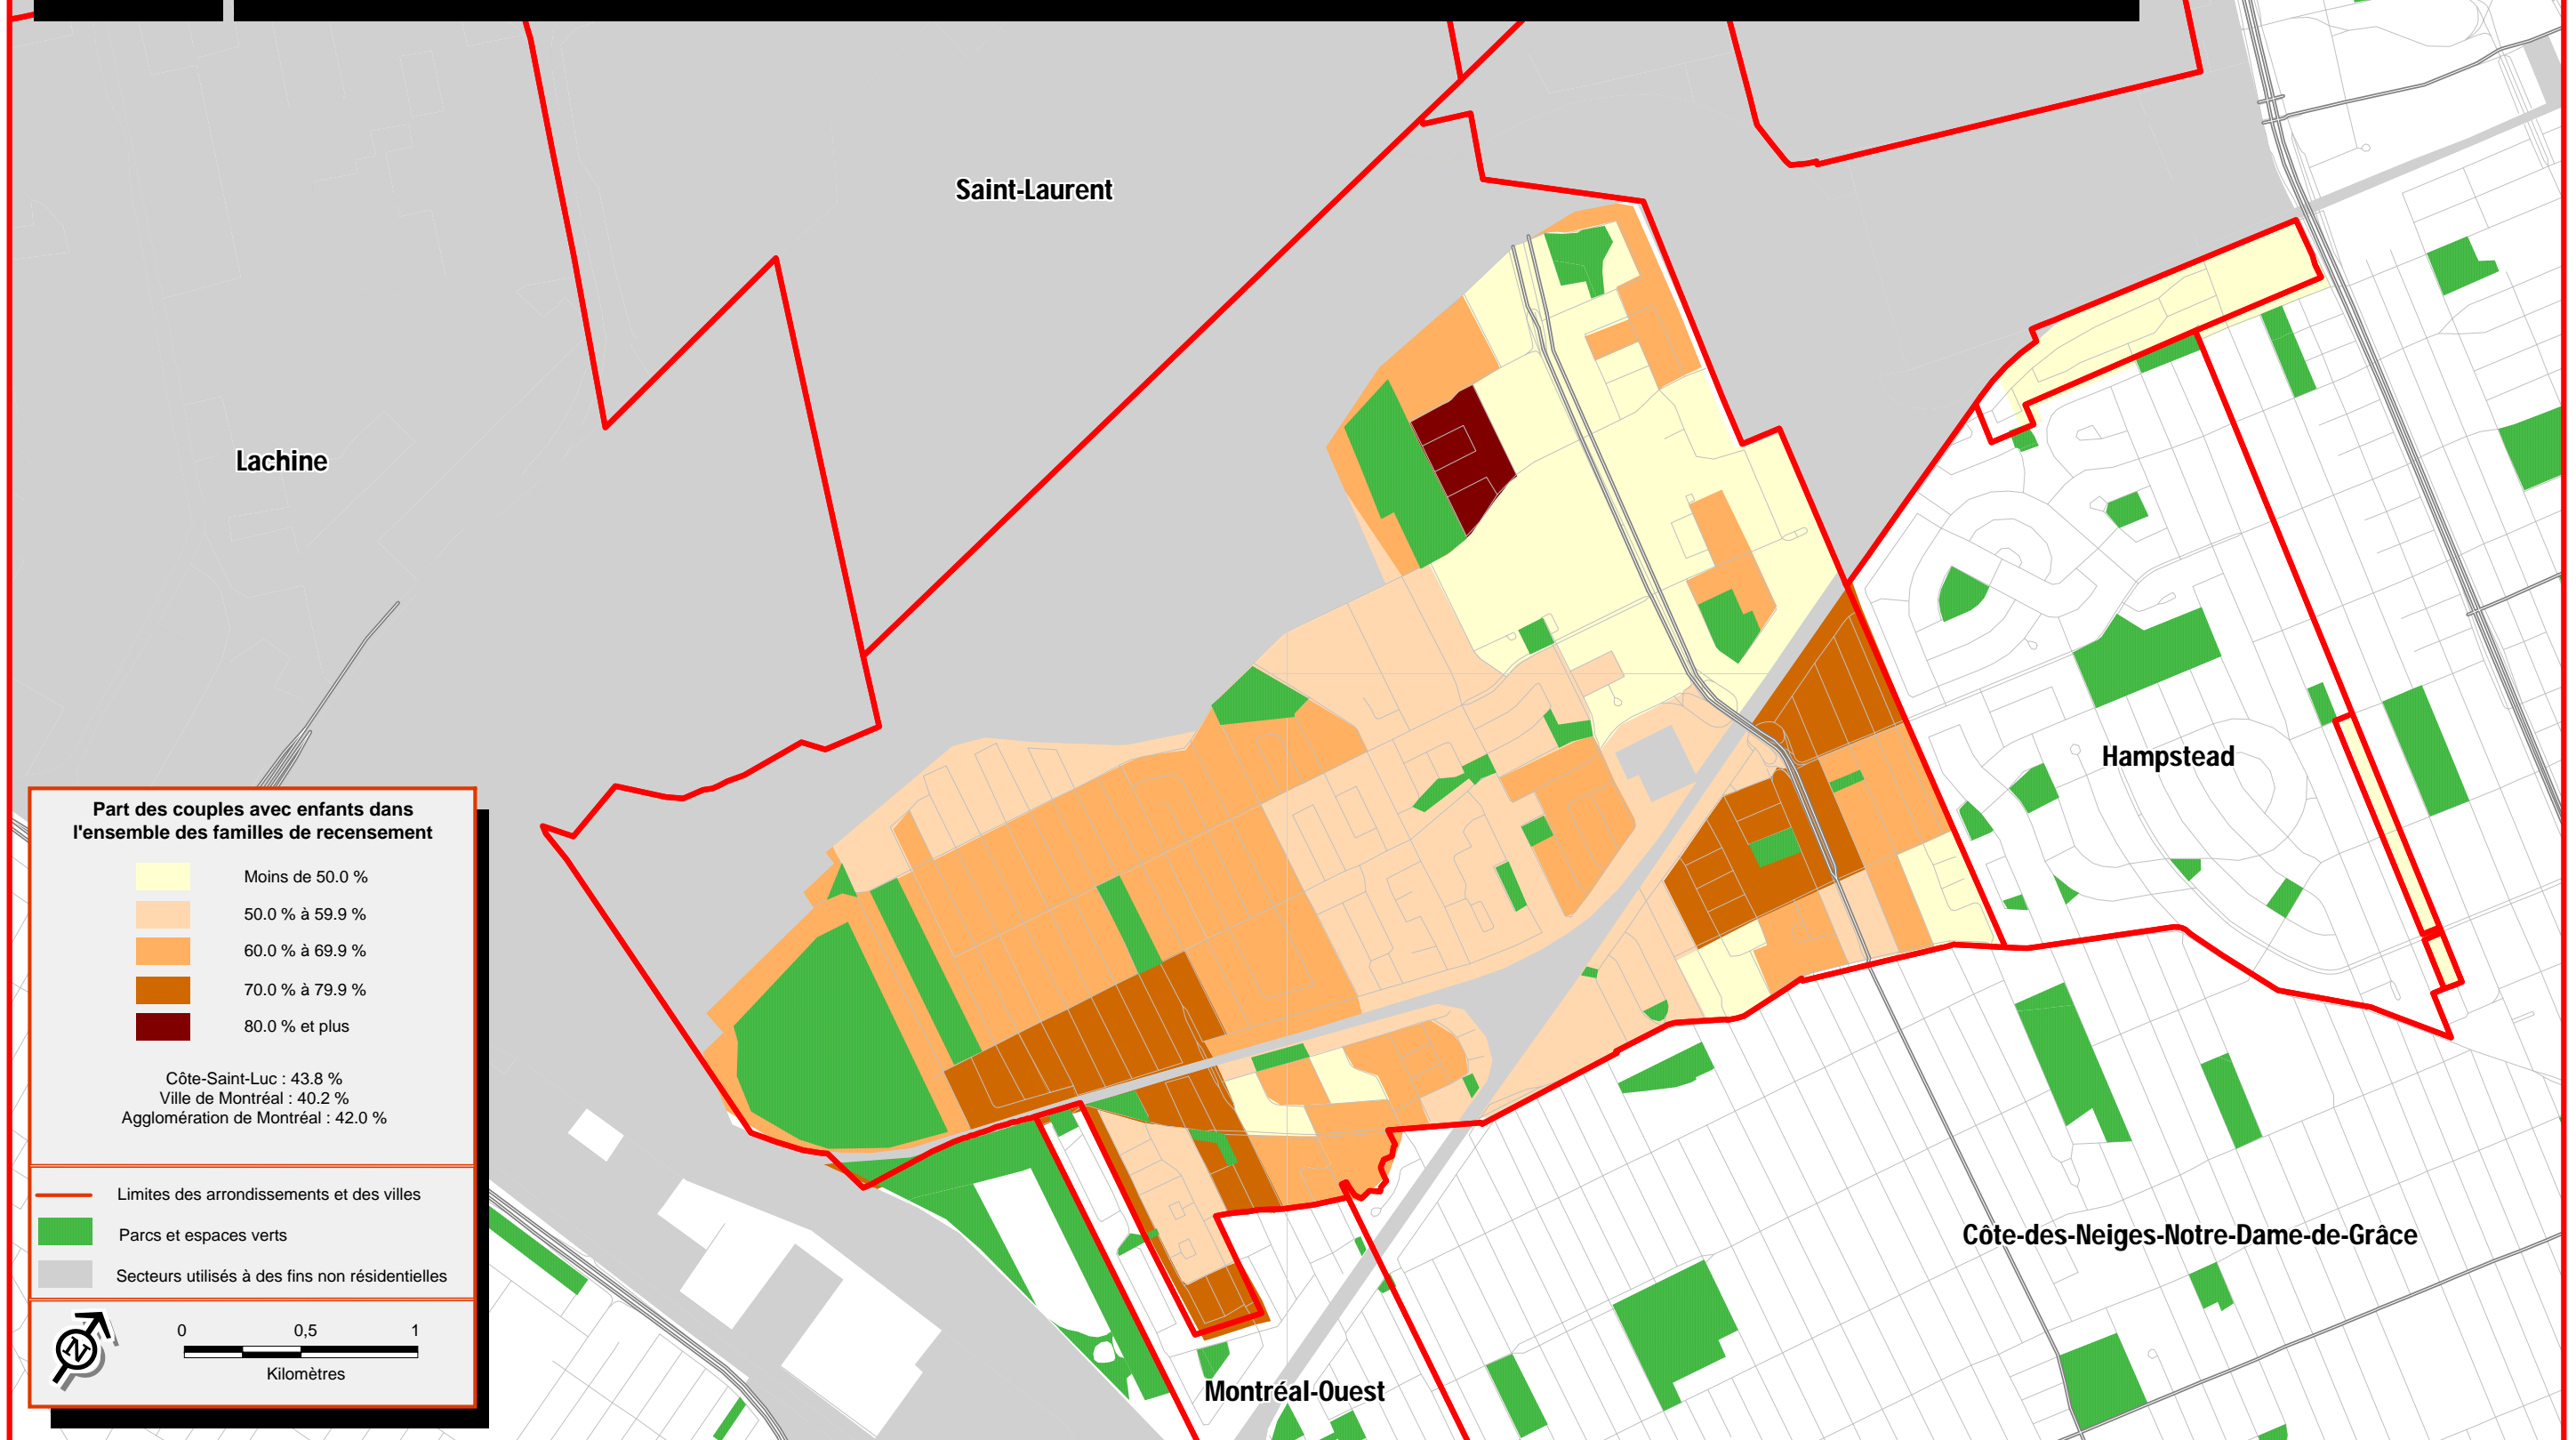 Saint-Laurent
Lachine
Hampstead
Côte-des-Neiges-Notre-Dame-de-Grâce
Montréal-Ouest
Part des couples avec enfants dans
l'ensemble des familles de recensement
Moins de 50.0 %
50.0 % à 59.9 %
60.0 % à 69.9 %
70.0 % à 79.9 %
80.0 % et plus
Côte-Saint-Luc : 43.8 %
Ville de Montréal : 40.2 %
Agglomération de Montréal : 42.0 %
Limites des arrondissements et des villes
Parcs et espaces verts
Secteurs utilisés à des fins non résidentielles
N
0 0,5 1
Kilomètres